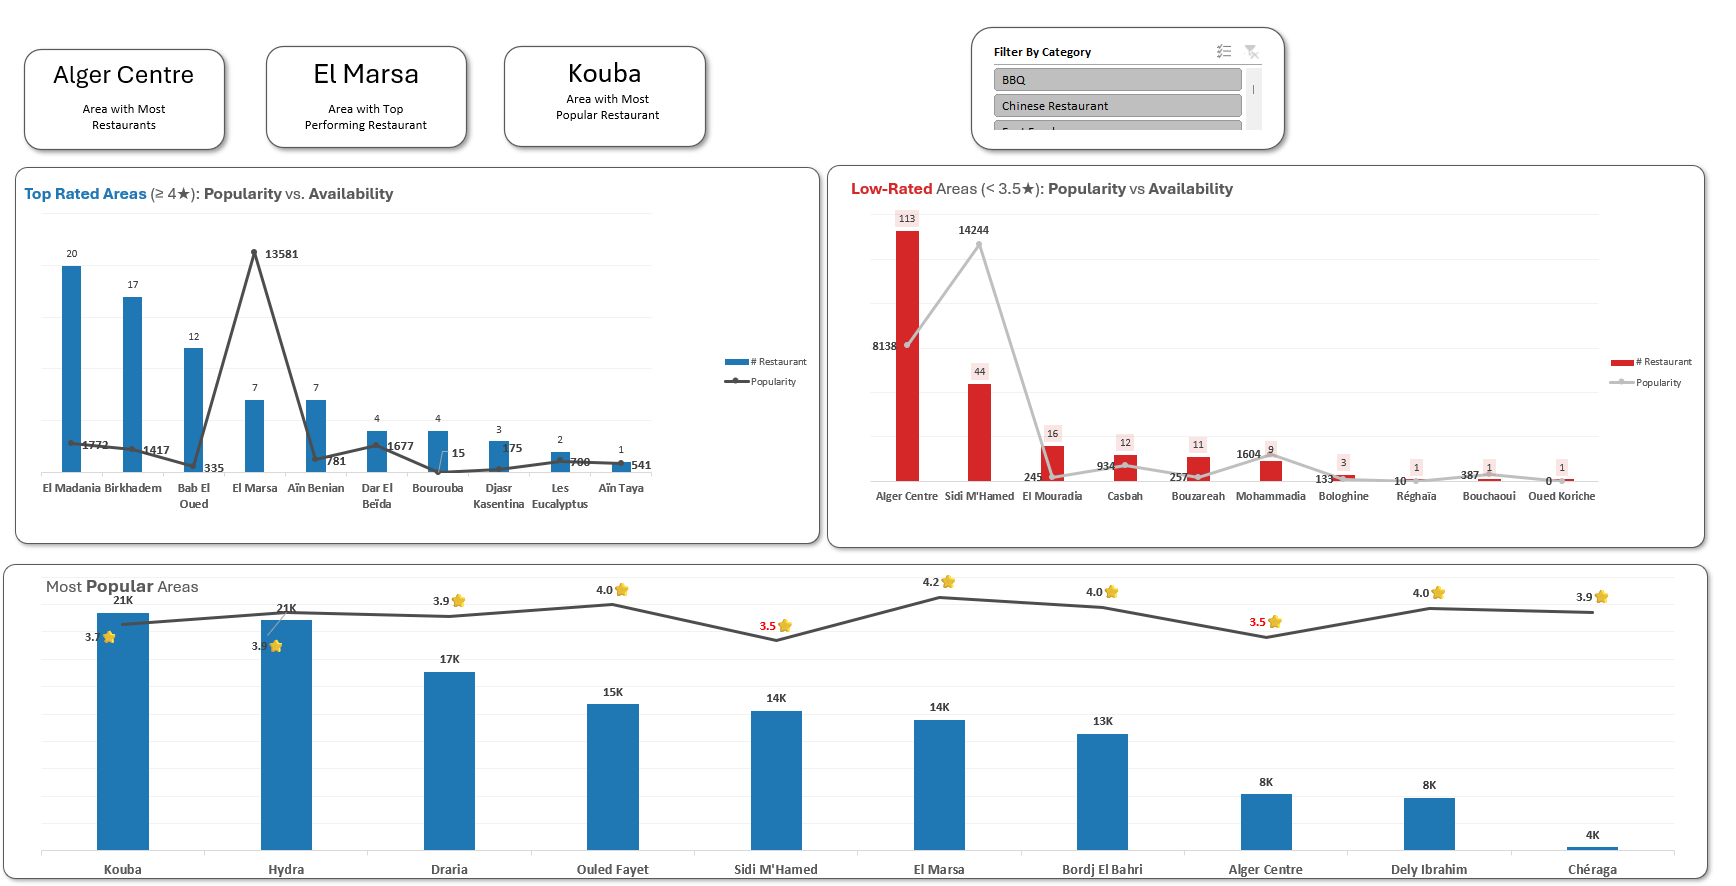 Alger Centre
Area with Most
Restaurants
El Marsa
Area with Top
Performing Restaurant
Kouba
Area with Most
Popular Restaurant
Filter By Category
BBQ
Chinese Restaurant
Top Rated Areas (≥ 4★): Popularity vs. Availability
20
17
12
7
7
4
4
3
2
1
1772
1417
335
13581
781
1677
15
175
700
541
El Madania
Birkhadem
Bab El
Oued
El Marsa
Aïn Benian
Dar El
Beïda
Bourouba
Djasr
Kasentina
Les
Eucalyptus
Aïn Taya
# Restaurant
Popularity
Low-Rated Areas (< 3.5★): Popularity vs Availability
113
44
16
12
11
9
3
1
1
1
8138
14244
245
934
257
1604
133
10
387
0
Alger Centre
Sidi M'Hamed
El Mouradia
Casbah
Bouzareah
Mohammadia
Bologhine
Réghaïa
Bouchaoui
Oued Koriche
# Restaurant
Popularity
Most Popular Areas
21K
21K
17K
15K
14K
14K
13K
8K
8K
4K
3.7⭐
3.9⭐
3.9⭐
4.0⭐
3.5⭐
4.2⭐
4.0⭐
3.5⭐
4.0⭐
3.9⭐
Kouba
Hydra
Draria
Ouled Fayet
Sidi M'Hamed
El Marsa
Bordj El Bahri
Alger Centre
Dely Ibrahim
Chéraga